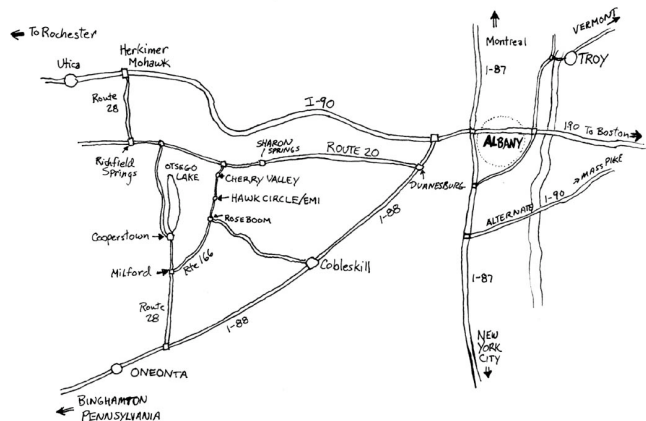 ← To Rochester
Utica
Herkimer
Mohawk
Route
28
I-90
Montreal
I-87
VERMONT
TROY
ALBANY
I90 To Boston
Richfield
Springs
OTSEGO
LAKE
SHARON
SPRINGS
ROUTE 20
CHERRY VALLEY
HAWK CIRCLE/EMI
ROSEBOOM
DUANESBURG
I-88
ALTERNATE I-90 → MASS PIKE
Cooperstown
Milford
Rte 166
Cobleskill
Route
28
I-88
I-87
NEW
YORK
CITY
ONEONTA
← BINGHAMTON
PENNSYLVANIA